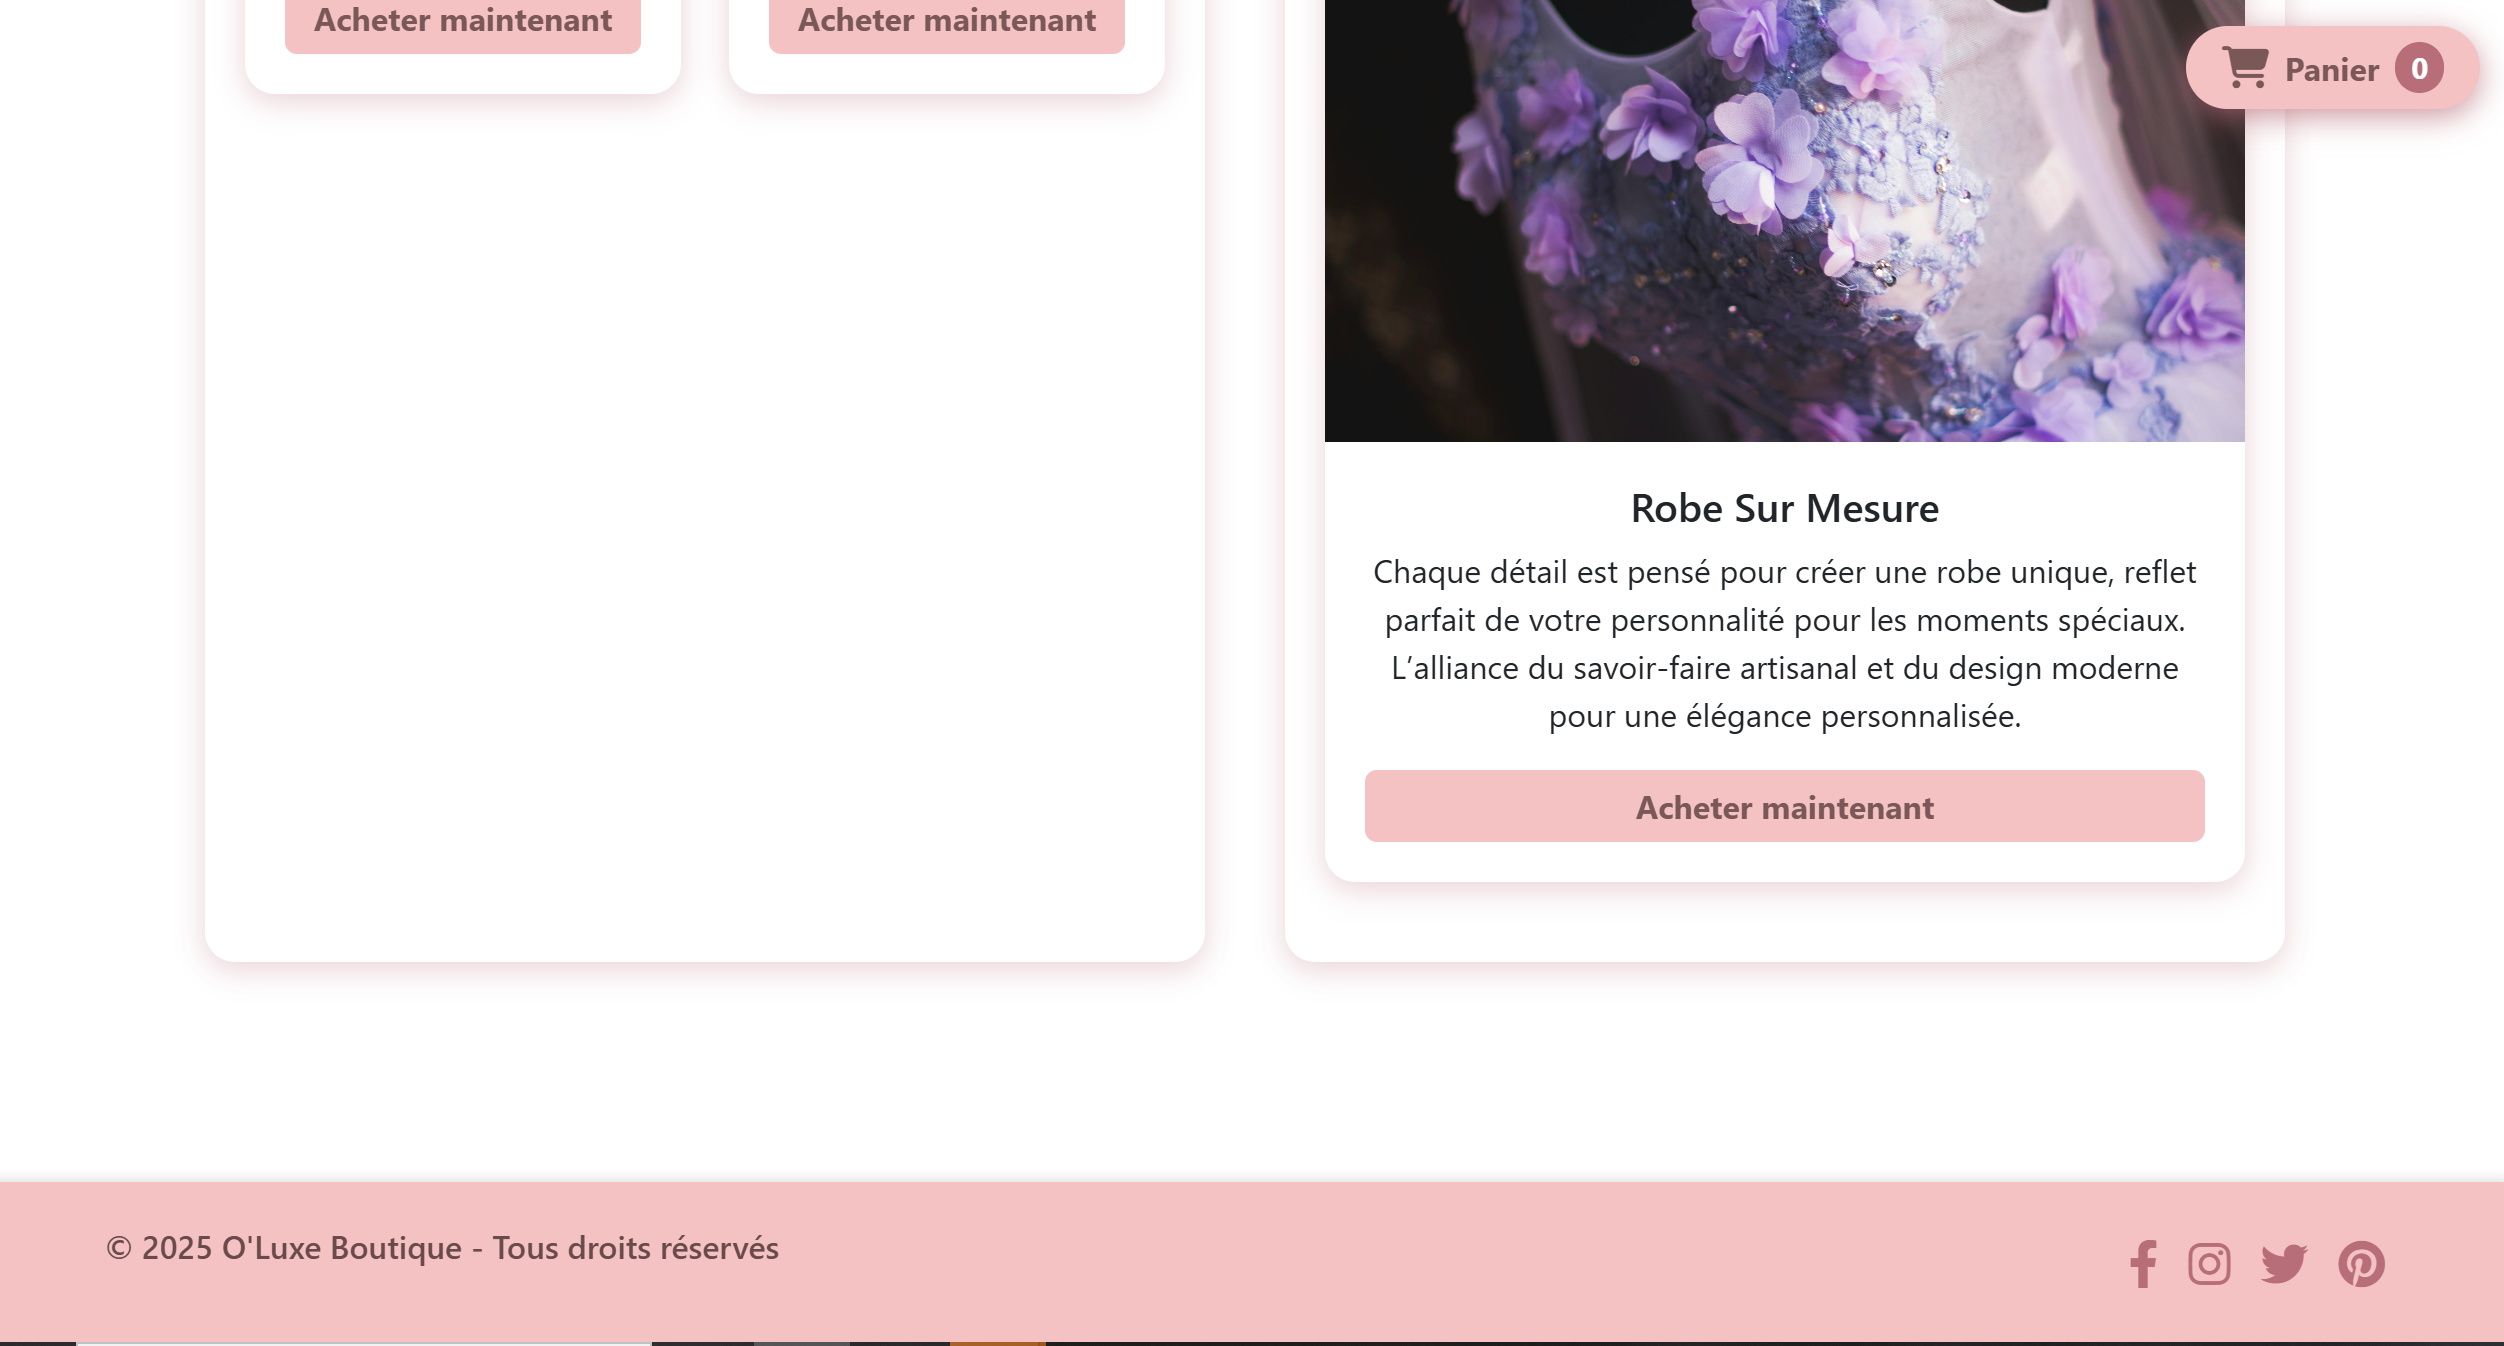 Acheter maintenant
Acheter maintenant
Panier 0
Robe Sur Mesure
Chaque détail est pensé pour créer une robe unique, reflet
parfait de votre personnalité pour les moments spéciaux.
L’alliance du savoir-faire artisanal et du design moderne
pour une élégance personnalisée.
Acheter maintenant
© 2025 O'Luxe Boutique - Tous droits réservés